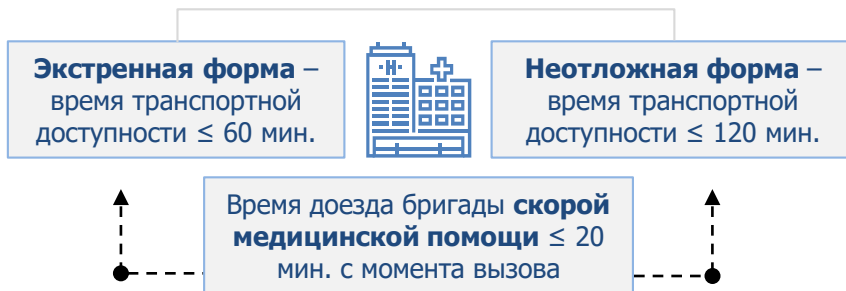 Экстренная форма –
время транспортной
доступности ≤ 60 мин.
·Н·
Неотложная форма –
время транспортной
доступности ≤ 120 мин.
Время доезда бригады скорой
медицинской помощи ≤ 20
мин. с момента вызова